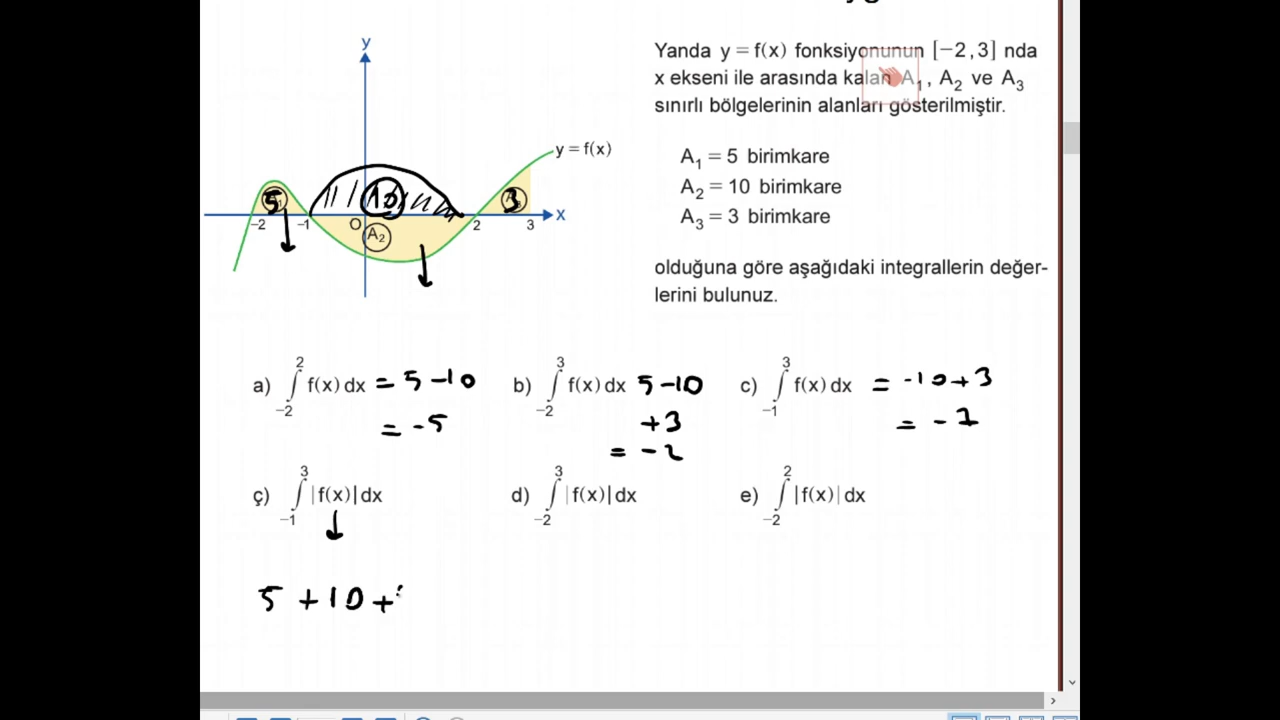 y
y = f(x)
5
10
3
x
-2
-1
O
A2
2
3
Yanda y = f(x) fonksiyonunun [-2, 3] nda
x ekseni ile arasında kalan A1, A2 ve A3
sınırlı bölgelerinin alanları gösterilmiştir.
A1 = 5 birimkare
A2 = 10 birimkare
A3 = 3 birimkare
olduğuna göre aşağıdaki integrallerin değer-
lerini bulunuz.
a) ∫_{-2}^{2} f(x) dx = 5 - 10
= -5
b) ∫_{-2}^{3} f(x) dx 5 - 10
+3
= -2
c) ∫_{-1}^{3} f(x) dx = -10 + 3
= -7
ç) ∫_{-1}^{3} |f(x)| dx
d) ∫_{-2}^{3} |f(x)| dx
e) ∫_{-2}^{2} |f(x)| dx
5 + 10 +